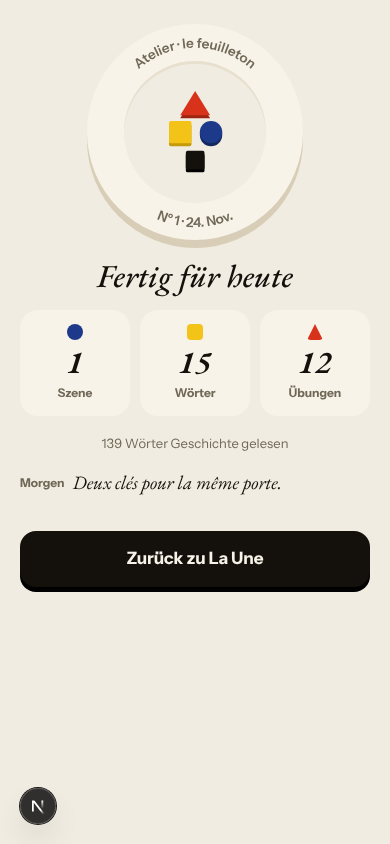 Atelier · le feuilleton
N° 1 · 24. Nov.
Fertig für heute
1
Szene
15
Wörter
12
Übungen
139 Wörter Geschichte gelesen
Morgen Deux clés pour la même porte.
Zurück zu La Une
N